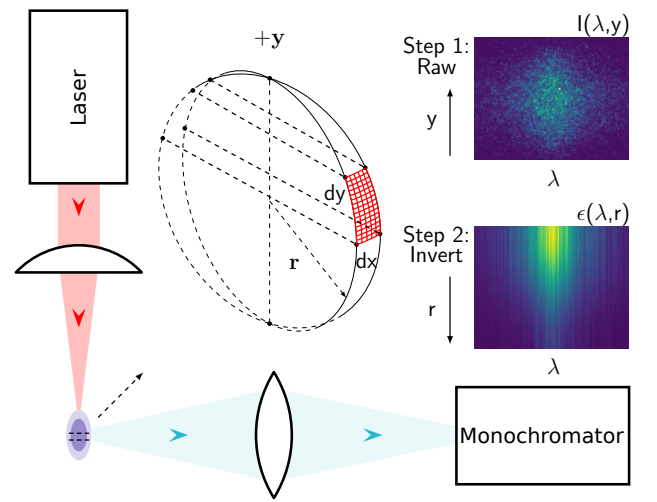 Laser
+y
Step 1:
Raw
I(λ,y)
y
λ
dy
dx
r
Step 2:
Invert
ϵ(λ,r)
r
λ
Monochromator